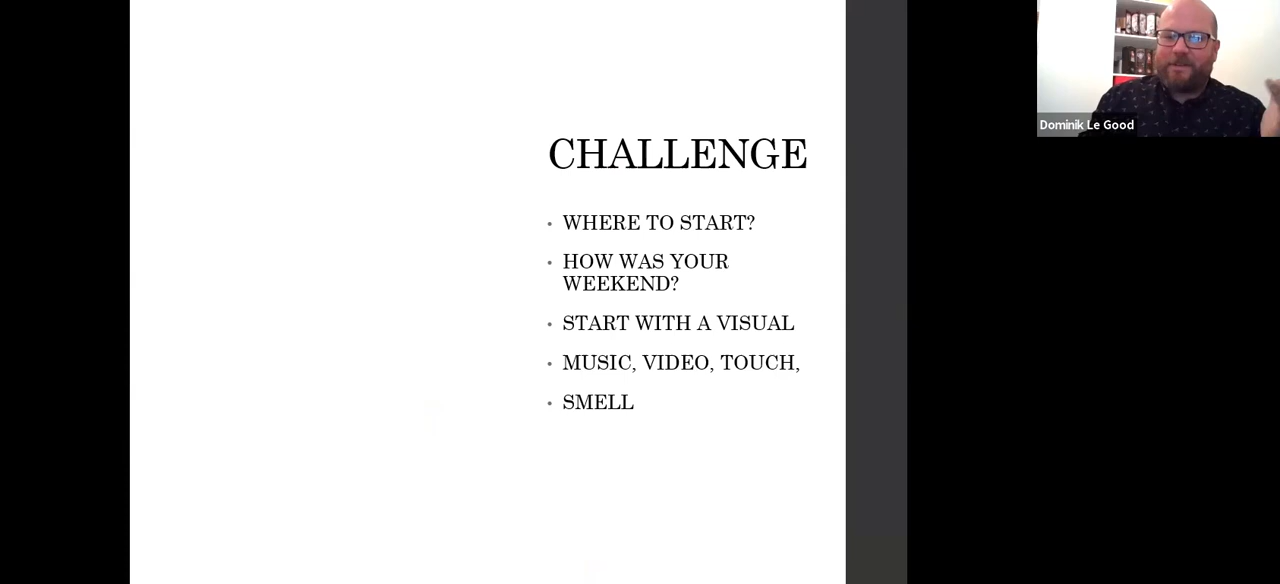 CHALLENGE
WHERE TO START?
HOW WAS YOUR
WEEKEND?
START WITH A VISUAL
MUSIC, VIDEO, TOUCH,
SMELL
Dominik Le Good